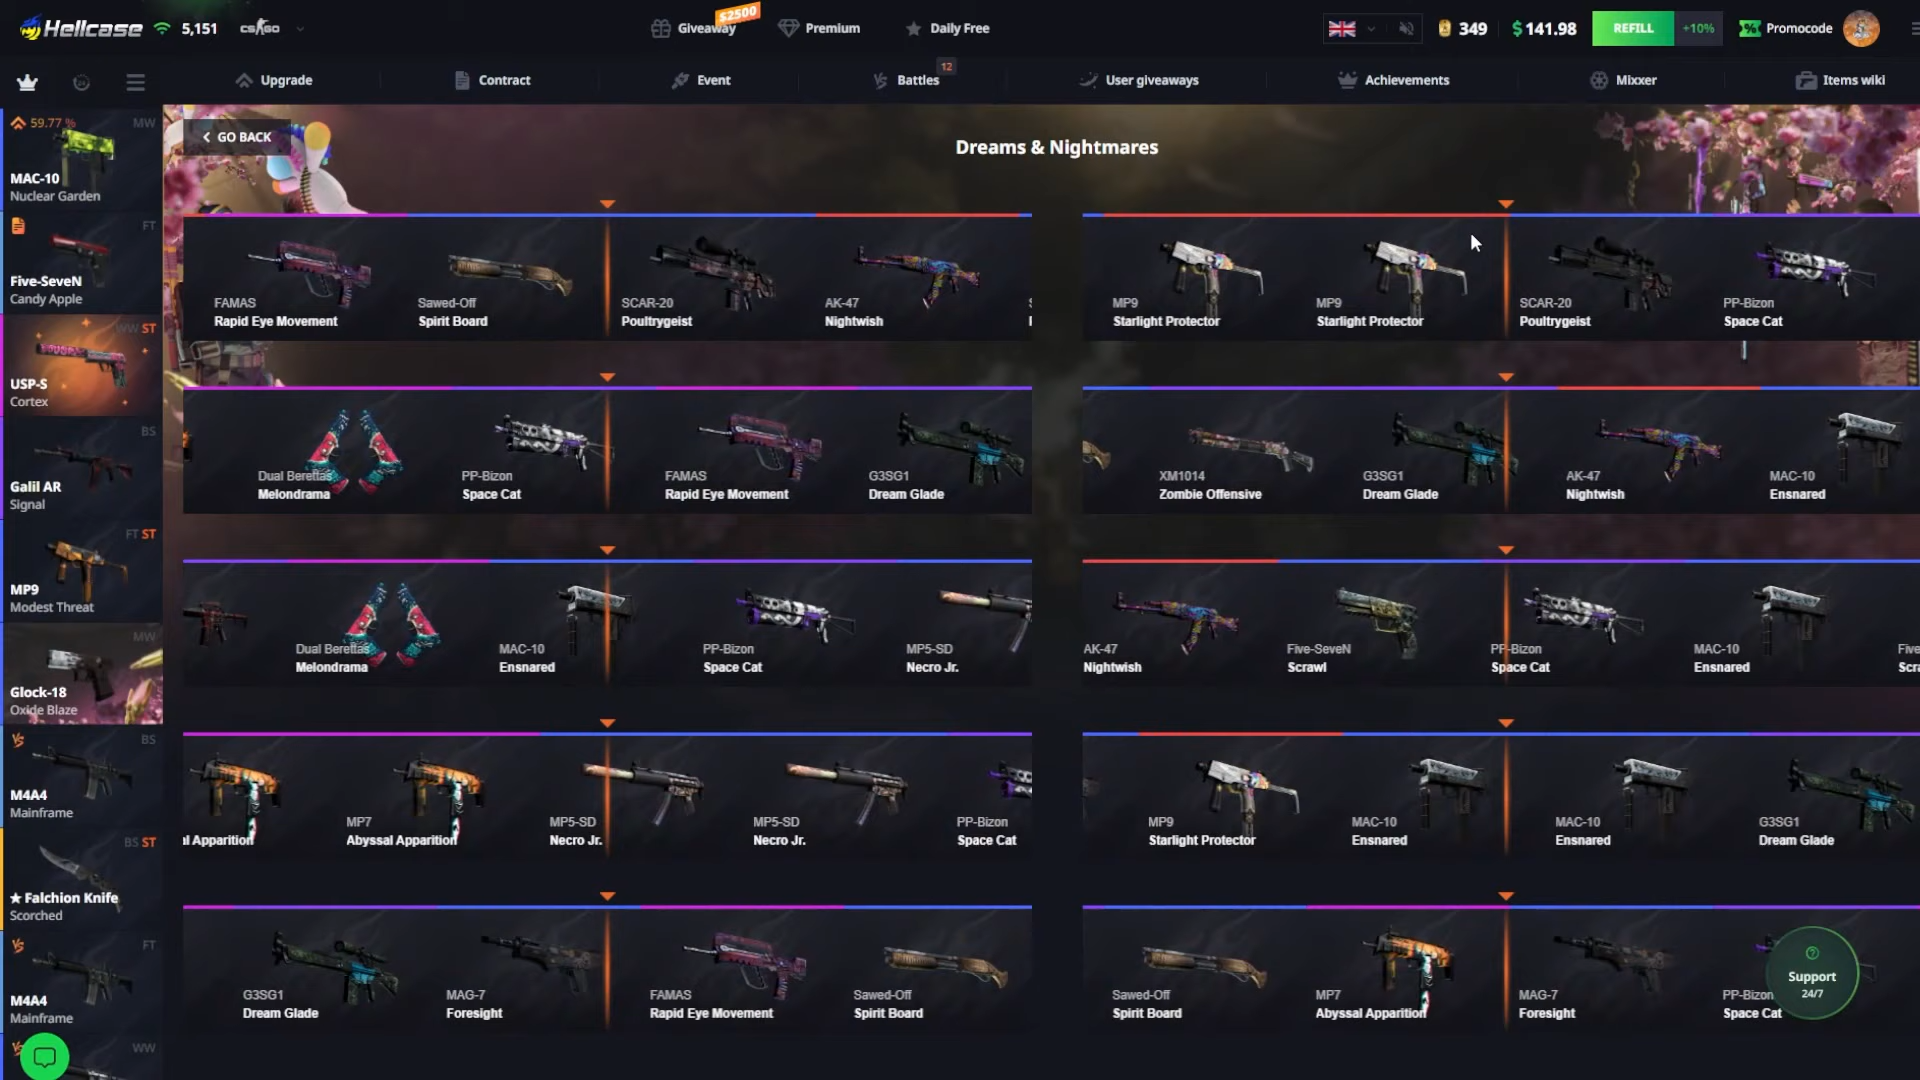 Hellcase
5,151
CS:GO
Giveaway
$2500
Premium
Daily Free
349
$ 141.98
REFILL
+10%
Promocode
Upgrade
Contract
Event
Battles
12
User giveaways
Achievements
Mixxer
Items wiki
59.77 %
MW
MAC-10
Nuclear Garden
FT
Five-SeveN
Candy Apple
WW ST
USP-S
Cortex
BS
Galil AR
Signal
FT ST
MP9
Modest Threat
MW
Glock-18
Oxide Blaze
VS
BS
M4A4
Mainframe
BS ST
★ Falchion Knife
Scorched
VS
FT
M4A4
Mainframe
WW
GO BACK
Dreams & Nightmares
FAMAS
Rapid Eye Movement
Sawed-Off
Spirit Board
SCAR-20
Poultrygeist
AK-47
Nightwish
MP9
Starlight Protector
MP9
Starlight Protector
SCAR-20
Poultrygeist
PP-Bizon
Space Cat
Dual Berettas
Melondrama
PP-Bizon
Space Cat
FAMAS
Rapid Eye Movement
G3SG1
Dream Glade
XM1014
Zombie Offensive
G3SG1
Dream Glade
AK-47
Nightwish
MAC-10
Ensnared
Dual Berettas
Melondrama
MAC-10
Ensnared
PP-Bizon
Space Cat
MP5-SD
Necro Jr.
AK-47
Nightwish
Five-SeveN
Scrawl
PP-Bizon
Space Cat
MAC-10
Ensnared
Five
Scra
l Apparition
MP7
Abyssal Apparition
MP5-SD
Necro Jr.
MP5-SD
Necro Jr.
PP-Bizon
Space Cat
MP9
Starlight Protector
MAC-10
Ensnared
MAC-10
Ensnared
G3SG1
Dream Glade
G3SG1
Dream Glade
MAG-7
Foresight
FAMAS
Rapid Eye Movement
Sawed-Off
Spirit Board
Sawed-Off
Spirit Board
MP7
Abyssal Apparition
MAG-7
Foresight
PP-Bizon
Space Cat
Support
24/7